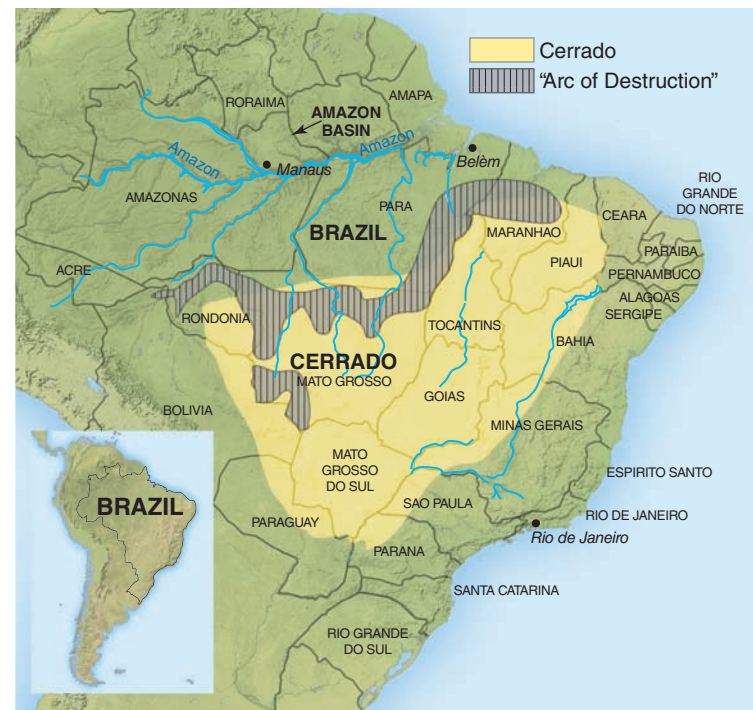 Cerrado
“Arc of Destruction”
RORAIMA
AMAPA
AMAZON
BASIN
Amazon
Amazon
Manaus
Belèm
AMAZONAS
PARA
BRAZIL
MARANHAO
CEARA
RIO
GRANDE
DO NORTE
PARAIBA
PIAUI
PERNAMBUCO
ACRE
ALAGOAS
SERGIPE
RONDONIA
TOCANTINS
BAHIA
CERRADO
MATO GROSSO
GOIAS
BOLIVIA
MINAS GERAIS
MATO
GROSSO
DO SUL
ESPIRITO SANTO
SAO PAULA
RIO DE JANEIRO
PARAGUAY
Rio de Janeiro
PARANA
SANTA CATARINA
RIO GRANDE
DO SUL
BRAZIL
BRAZIL